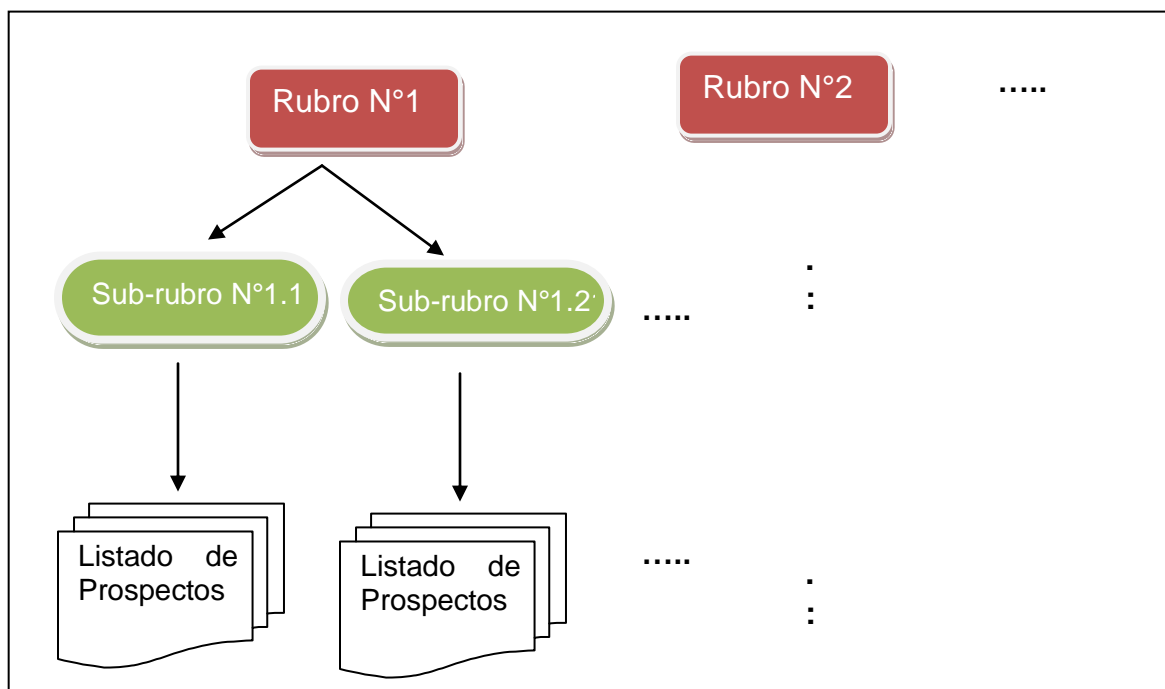 Rubro N°1
Rubro N°2
.....
Sub-rubro N°1.1
Sub-rubro N°1.2
.....
.
:
Listado de
Prospectos
Listado de
Prospectos
.....
.
: